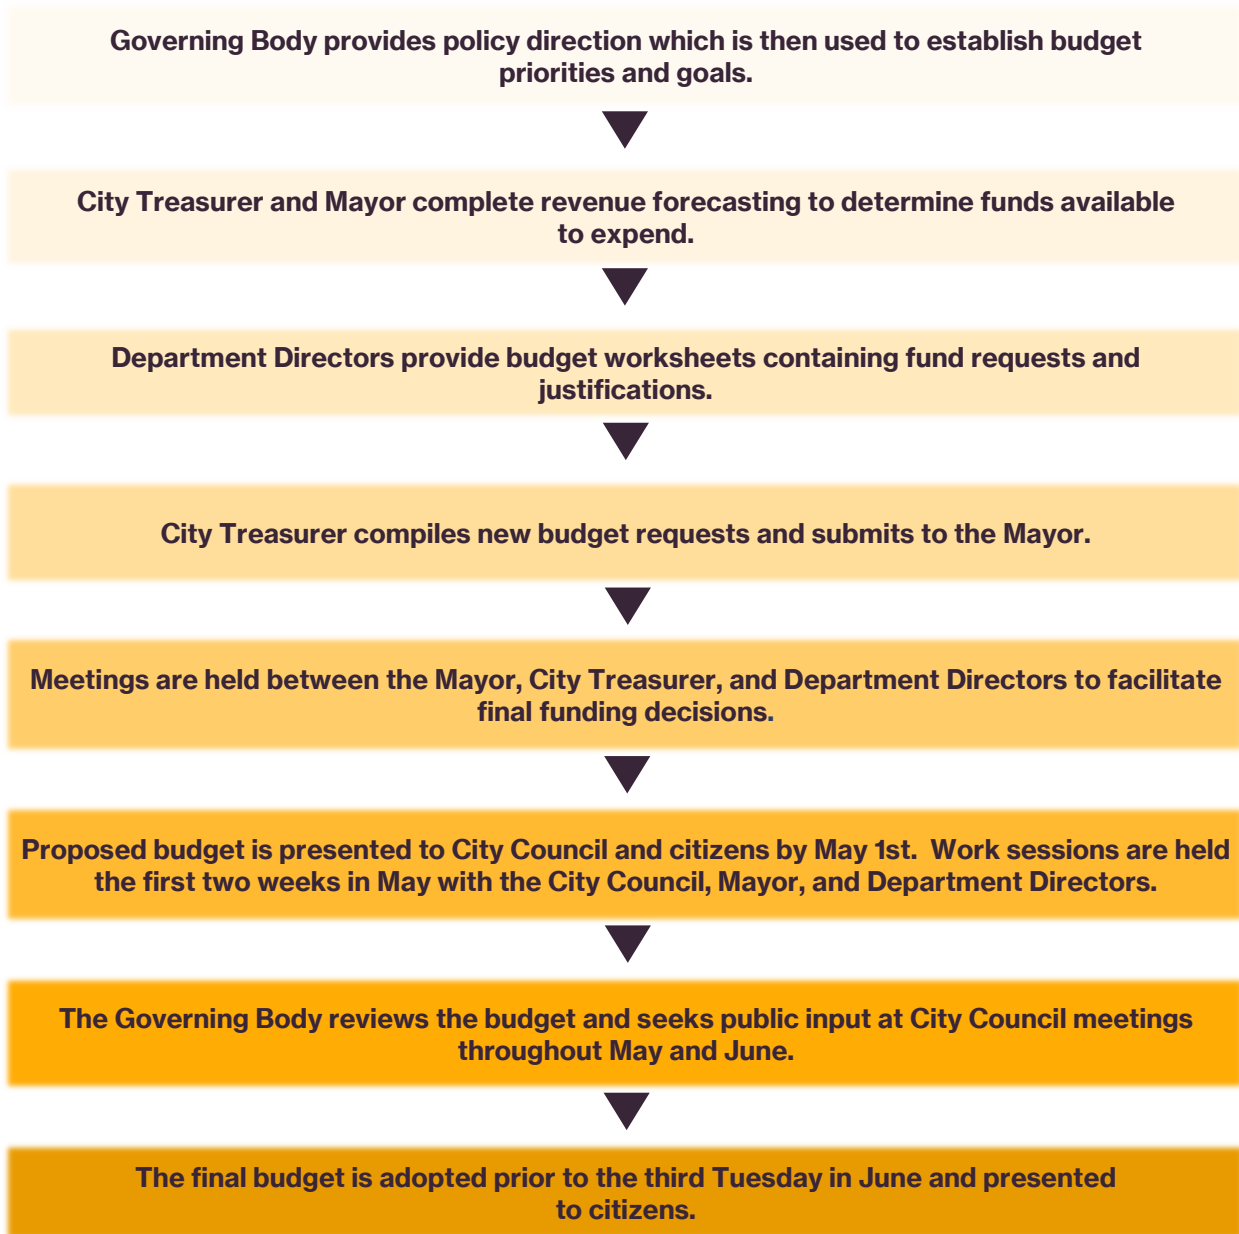 Governing Body provides policy direction which is then used to establish budget
priorities and goals.
City Treasurer and Mayor complete revenue forecasting to determine funds available
to expend.
Department Directors provide budget worksheets containing fund requests and
justifications.
City Treasurer compiles new budget requests and submits to the Mayor.
Meetings are held between the Mayor, City Treasurer, and Department Directors to facilitate
final funding decisions.
Proposed budget is presented to City Council and citizens by May 1st.  Work sessions are held
the first two weeks in May with the City Council, Mayor, and Department Directors.
The Governing Body reviews the budget and seeks public input at City Council meetings
throughout May and June.
The final budget is adopted prior to the third Tuesday in June and presented
to citizens.